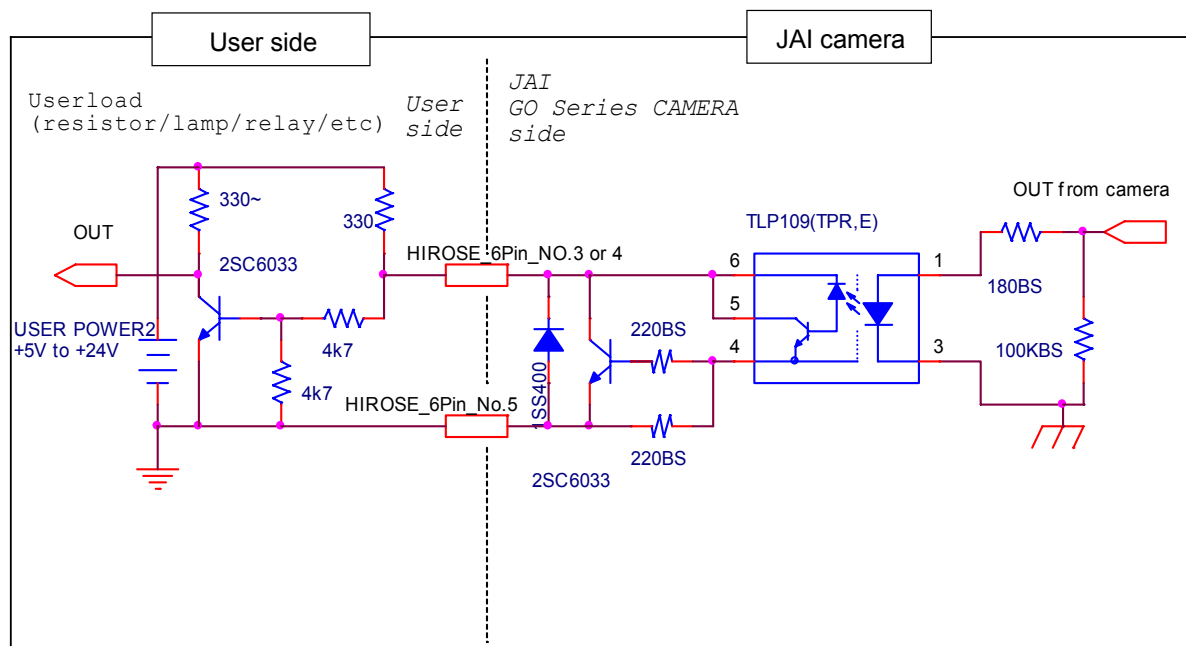 User side
JAI camera
Userload
(resistor/lamp/relay/etc)
User
side
JAI
GO Series CAMERA
side
330~
330
OUT
2SC6033
USER POWER2
+5V to +24V
4k7
4k7
HIROSE_6Pin_NO.3 or 4
HIROSE_6Pin_No.5
1SS400
220BS
220BS
2SC6033
TLP109(TPR,E)
6
5
4
1
3
OUT from camera
180BS
100KBS